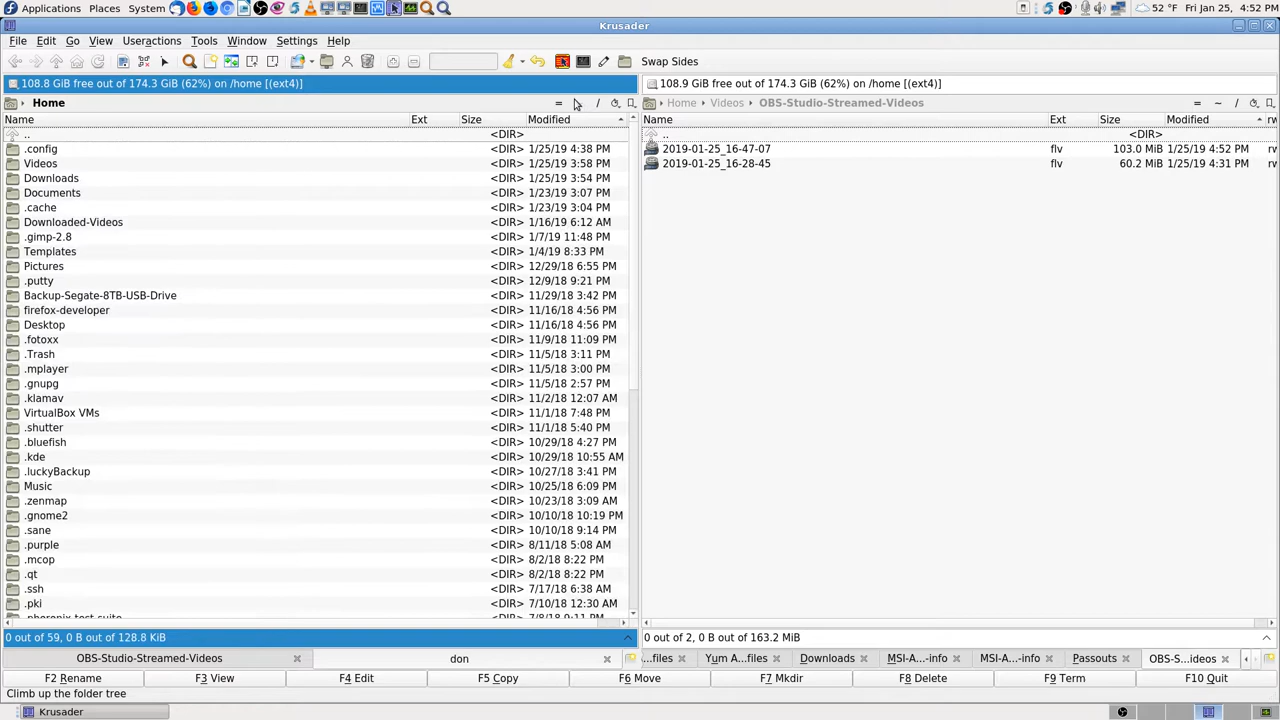 Applications Places System 52 °F Fri Jan 25, 4:52 PM
Krusader
File Edit Go View Useractions Tools Window Settings Help
Swap Sides
108.8 GiB free out of 174.3 GiB (62%) on /home [(ext4)] 108.9 GiB free out of 174.3 GiB (62%) on /home [(ext4)]
Home = / Home Videos OBS-Studio-Streamed-Videos = ~ /
Name Ext Size Modified Name Ext Size Modified rw
.. <DIR> .. <DIR>
.config <DIR> 1/25/19 4:38 PM 2019-01-25_16-47-07 flv 103.0 MiB 1/25/19 4:52 PM rw
Videos <DIR> 1/25/19 3:58 PM 2019-01-25_16-28-45 flv 60.2 MiB 1/25/19 4:31 PM rw
Downloads <DIR> 1/25/19 3:54 PM
Documents <DIR> 1/23/19 3:07 PM
.cache <DIR> 1/23/19 3:04 PM
Downloaded-Videos <DIR> 1/16/19 6:12 AM
.gimp-2.8 <DIR> 1/7/19 11:48 PM
Templates <DIR> 1/4/19 8:33 PM
Pictures <DIR> 12/29/18 6:55 PM
.putty <DIR> 12/9/18 9:21 PM
Backup-Segate-8TB-USB-Drive <DIR> 11/29/18 3:42 PM
firefox-developer <DIR> 11/16/18 4:56 PM
Desktop <DIR> 11/16/18 4:56 PM
.fotoxx <DIR> 11/9/18 11:09 PM
.Trash <DIR> 11/5/18 3:11 PM
.mplayer <DIR> 11/5/18 3:00 PM
.gnupg <DIR> 11/5/18 2:57 PM
.klamav <DIR> 11/2/18 12:07 AM
VirtualBox VMs <DIR> 11/1/18 7:48 PM
.shutter <DIR> 11/1/18 5:40 PM
.bluefish <DIR> 10/29/18 4:27 PM
.kde <DIR> 10/29/18 10:55 AM
.luckyBackup <DIR> 10/27/18 3:41 PM
Music <DIR> 10/25/18 6:09 PM
.zenmap <DIR> 10/23/18 3:09 AM
.gnome2 <DIR> 10/10/18 10:19 PM
.sane <DIR> 10/10/18 9:14 PM
.purple <DIR> 8/11/18 5:08 AM
.mcop <DIR> 8/2/18 8:22 PM
.qt <DIR> 8/2/18 8:22 PM
.ssh <DIR> 7/17/18 6:38 AM
.pki <DIR> 7/10/18 12:30 AM
.phoronix-test-suite <DIR> 7/8/18 9:11 PM
0 out of 59, 0 B out of 128.8 KiB 0 out of 2, 0 B out of 163.2 MiB
OBS-Studio-Streamed-Videos don ...files Yum A...files Downloads MSI-A...-info MSI-A...-info Passouts OBS-S...ideos
F2 Rename F3 View F4 Edit F5 Copy F6 Move F7 Mkdir F8 Delete F9 Term F10 Quit
Climb up the folder tree
Krusader